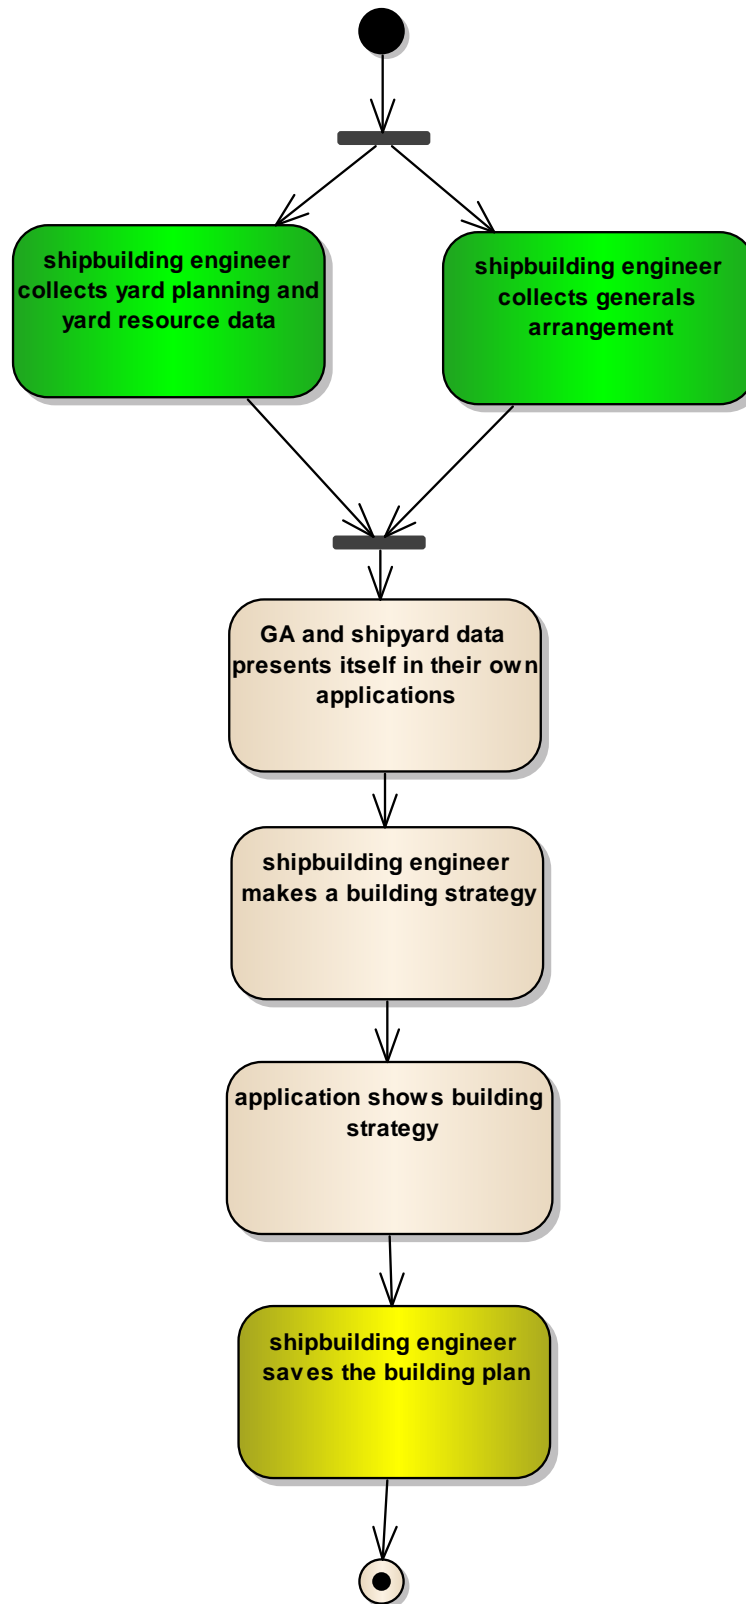 shipbuilding engineer
collects yard planning and
yard resource data
shipbuilding engineer
collects generals
arrangement
GA and shipyard data
presents itself in their own
applications
shipbuilding engineer
makes a building strategy
application shows building
strategy
shipbuilding engineer
saves the building plan